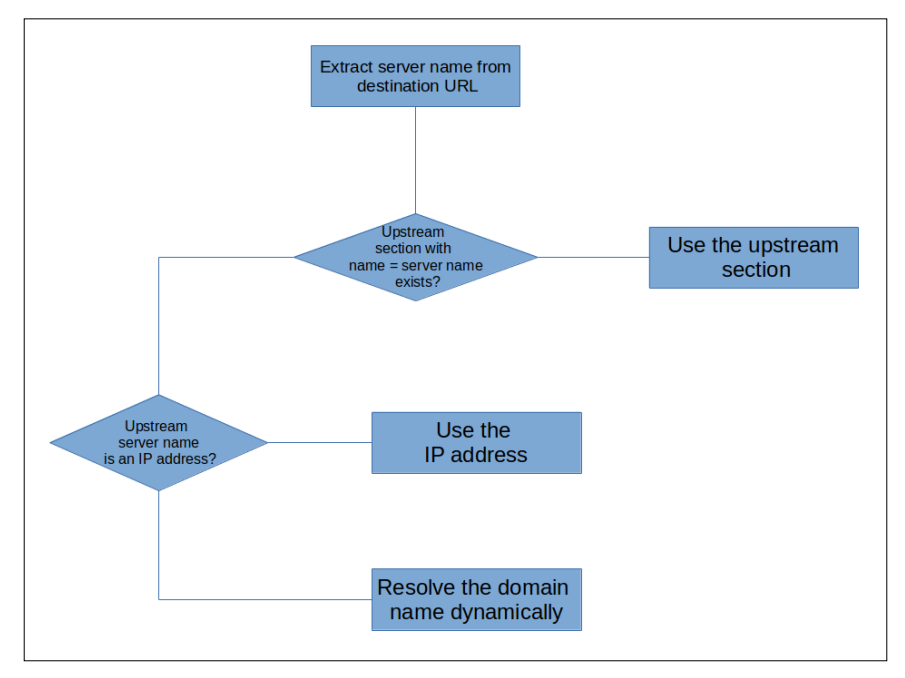 Extract server name from
destination URL
Upstream
section with
name = server name
exists?
Use the upstream
section
Upstream
server name
is an IP address?
Use the
IP address
Resolve the domain
name dynamically